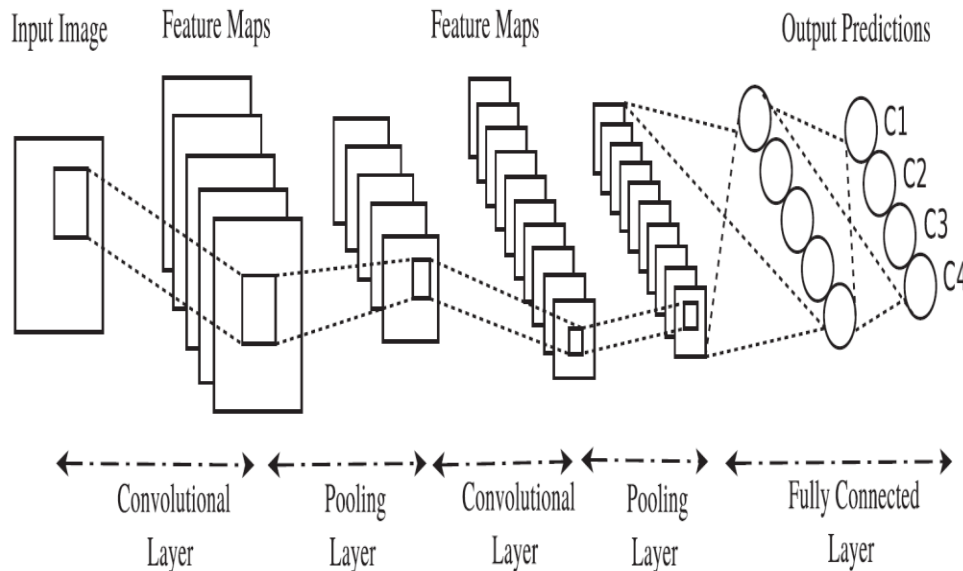 Input Image
Feature Maps
Feature Maps
Output Predictions
C1
C2
C3
C4
Convolutional
Layer
Pooling
Layer
Convolutional
Layer
Pooling
Layer
Fully Connected
Layer